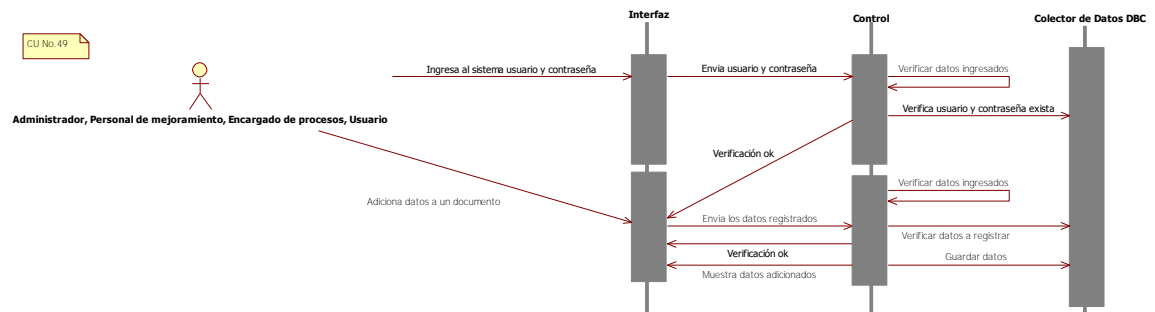 Interfaz
Control
Colector de Datos DBC
CU No.49
Ingresa al sistema usuario y contraseña
Envia usuario y contraseña
Verificar datos ingresados
Verifica usuario y contraseña exista
Administrador, Personal de mejoramiento, Encargado de procesos, Usuario
Verificación ok
Verificar datos ingresados
Adiciona datos a un documento
Envia los datos registrados
Verificar datos a registrar
Verificación ok
Guardar datos
Muestra datos adicionados